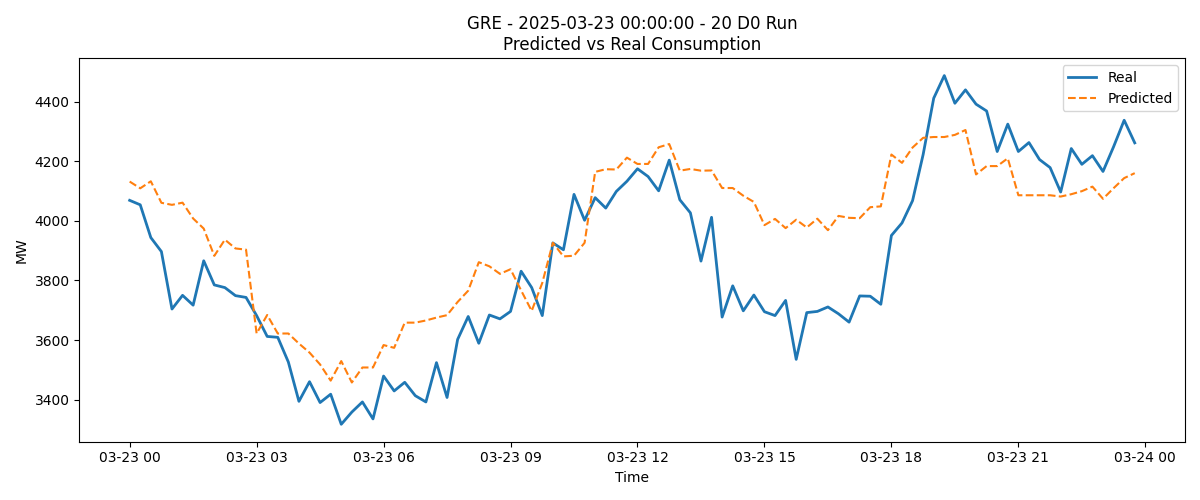 GRE - 2025-03-23 00:00:00 - 20 D0 Run
Predicted vs Real Consumption
Real
Predicted
MW
4400
4200
4000
3800
3600
3400
03-23 00
03-23 03
03-23 06
03-23 09
03-23 12
03-23 15
03-23 18
03-23 21
03-24 00
Time